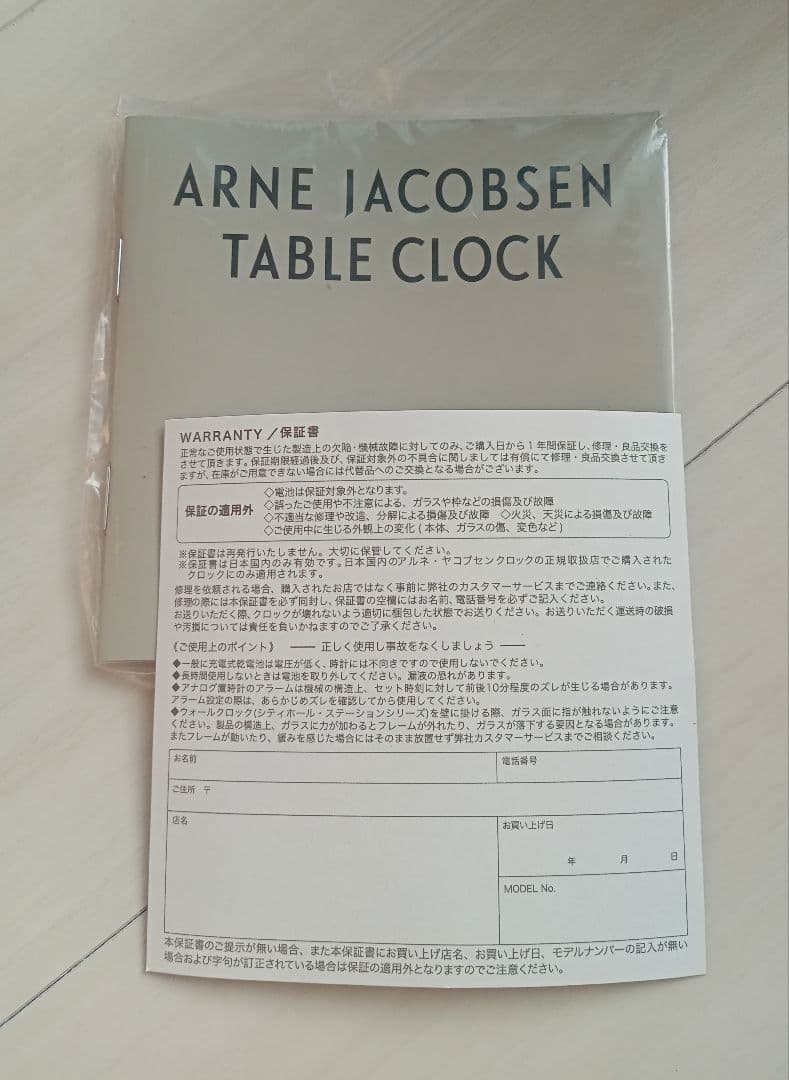 ARNE JACOBSEN
TABLE CLOCK
WARRANTY／保証書
正常なご使用状態で生じた製造上の欠陥・機械故障に対してのみ、ご購入日から1年間保証し、修理・良品交換を
させて頂きます。保証期限経過後及び、保証対象外の不具合に関しましては有償にて修理・良品交換させて頂き
ますが、在庫がご用意できない場合には代替品へのご交換となる場合がございます。
保証の適用外
◇電池は保証対象外となります。
◇誤ったご使用や不注意による、ガラスや枠などの損傷及び故障
◇不適当な修理や改造、分解による損傷及び故障　◇火災、天災による損傷及び故障
◇ご使用中に生じる外観上の変化(本体、ガラスの傷、変色など)
※保証書は再発行いたしません。大切に保管してください。
※保証書は日本国内のみ有効です。日本国内のアルネ・ヤコブセンクロックの正規取扱店でご購入された
クロックにのみ適用されます。
修理を依頼される場合、購入されたお店ではなく事前に弊社のカスタマーサービスまでご連絡ください。また、
修理の際には本保証書を必ず同封し、保証書の空欄にはお名前、電話番号を必ずご記入ください。
お送りいただく際、クロックが壊れないよう適切に梱包した状態でお送りください。お送りいただく運送時の破損
や汚損については責任を負いかねますのでご了承ください。
《ご使用上のポイント》　── 正しく使用し事故をなくしましょう ──
◆一般に充電式乾電池は電圧が低く、時計には不向きですので使用しないでください。
◆長時間使用しないときは電池を取り外してください。漏液の恐れがあります。
◆アナログ置時計のアラームは機械の構造上、セット時刻に対して前後10分程度のズレが生じる場合があります。
アラーム設定の際は、あらかじめズレを確認してから使用してください。
◆ウォールクロック(シティホール・ステーションシリーズ)を壁に掛ける際、ガラス面に指が触れないようにご注意
ください。製品の構造上、ガラスに力が加わるとフレームが外れたり、ガラスが落下する要因となる場合があります。
またフレームが動いたり、緩みを感じた場合にはそのまま放置せず弊社カスタマーサービスまでご相談ください。
お名前
電話番号
ご住所　〒
店名
お買い上げ日
年　月　日
MODEL No.
本保証書のご提示が無い場合、また本保証書にお買い上げ店名、お買い上げ日、モデルナンバーの記入が無い
場合および字句が訂正されている場合は保証の適用外となりますのでご注意ください。